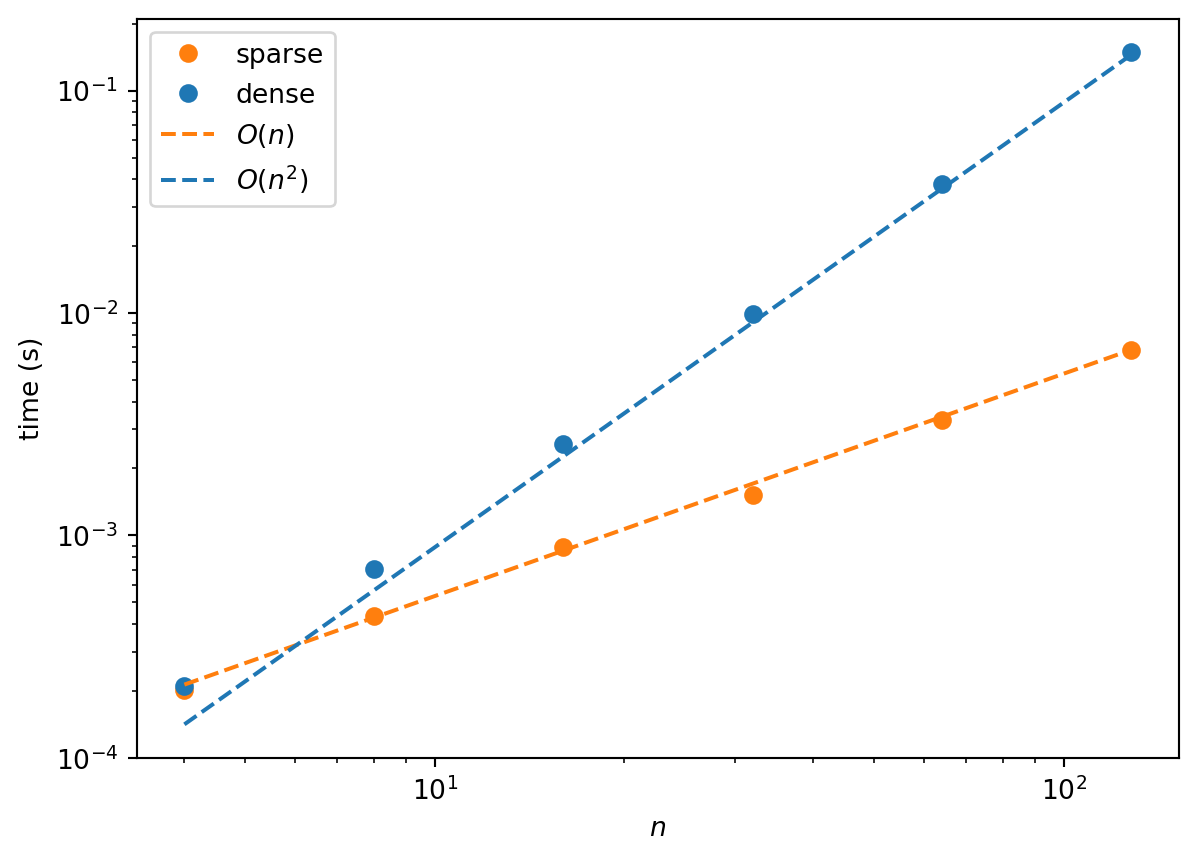 sparse
dense
O(n)
O(n²)
10⁻¹
10⁻²
10⁻³
10⁻⁴
time (s)
10¹
10²
n